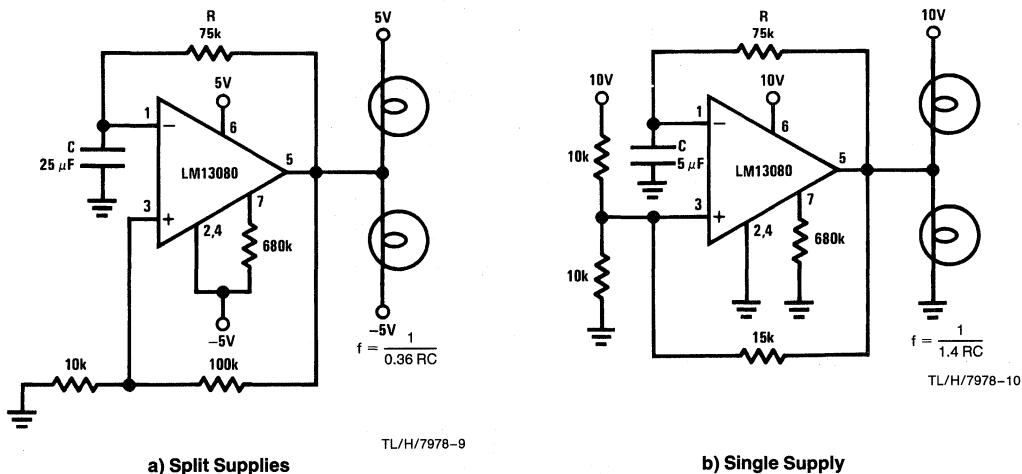 R
75k
5V
5V
1
−
6
C
25 μF
LM13080
5
3
+
7
2,4
680k
−5V
−5V
f = 1 / 0.36 RC
10k
100k
TL/H/7978–9
a) Split Supplies
R
75k
10V
10V
10V
1
−
6
10k
C
5 μF
LM13080
5
3
+
7
2,4
680k
10k
15k
f = 1 / 1.4 RC
TL/H/7978–10
b) Single Supply